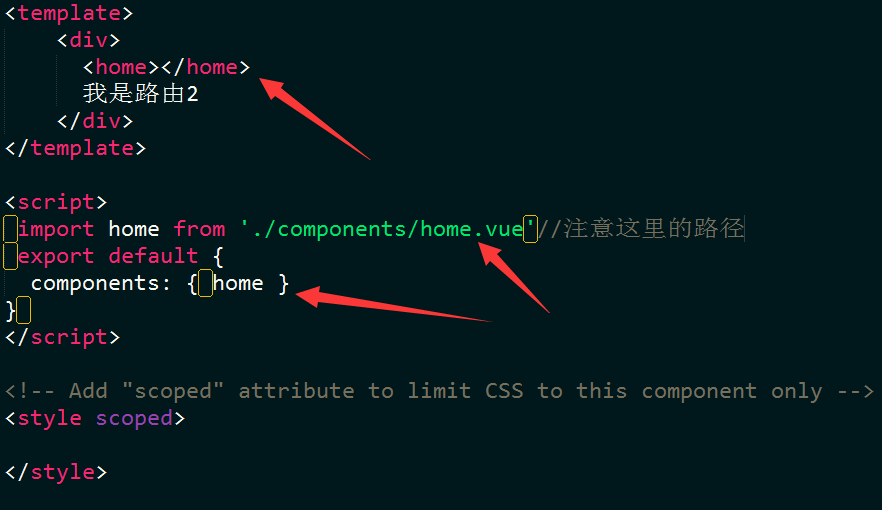 <template>
<div>
<home></home>
我是路由2
</div>
</template>
<script>
import home from './components/home.vue'//注意这里的路径
export default {
components: { home }
}
</script>
<!-- Add "scoped" attribute to limit CSS to this component only -->
<style scoped>
</style>